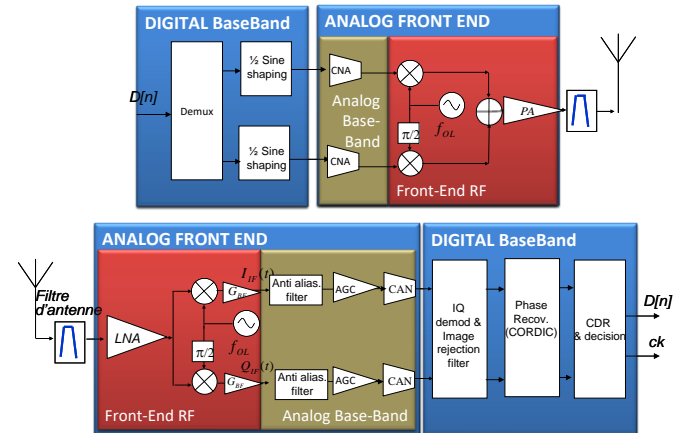 DIGITAL BaseBand
ANALOG FRONT END
½ Sine
shaping
CNA
D[n]
Demux
Analog
Base-
Band
f_OL
PA
π/2
½ Sine
shaping
CNA
Front-End RF
ANALOG FRONT END
DIGITAL BaseBand
Filtre
d'antenne
I_IF(t)
G_BF
Anti alias.
filter
AGC
CAN
LNA
f_OL
π/2
Q_IF(t)
G_BF
Anti alias.
filter
AGC
CAN
IQ
demod &
Image
rejection
filter
Phase
Recov.
(CORDIC)
CDR
& decision
D[n]
ck
Front-End RF
Analog Base-Band